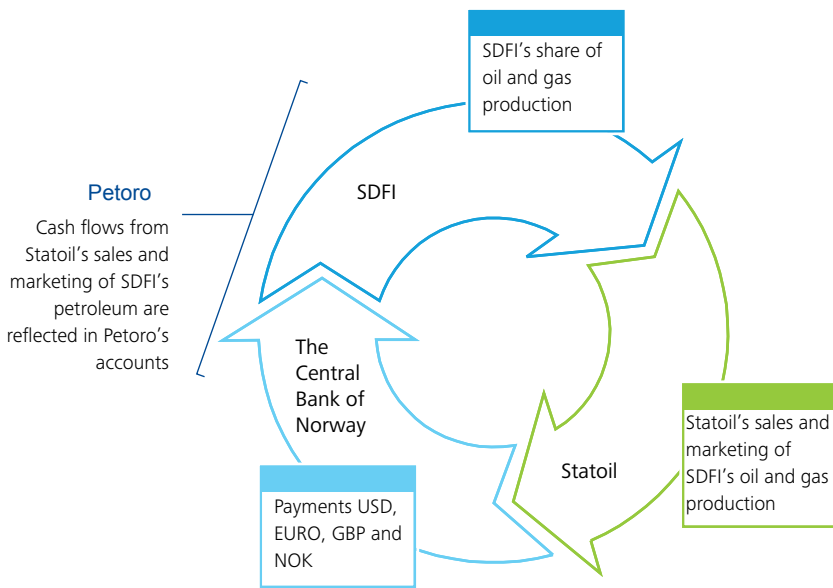 SDFI's share of
oil and gas
production
SDFI
Petoro
Cash flows from
Statoil's sales and
marketing of SDFI's
petroleum are
reflected in Petoro's
accounts
The
Central
Bank of
Norway
Statoil's sales and
marketing of
SDFI's oil and gas
production
Statoil
Payments USD,
EURO, GBP and
NOK